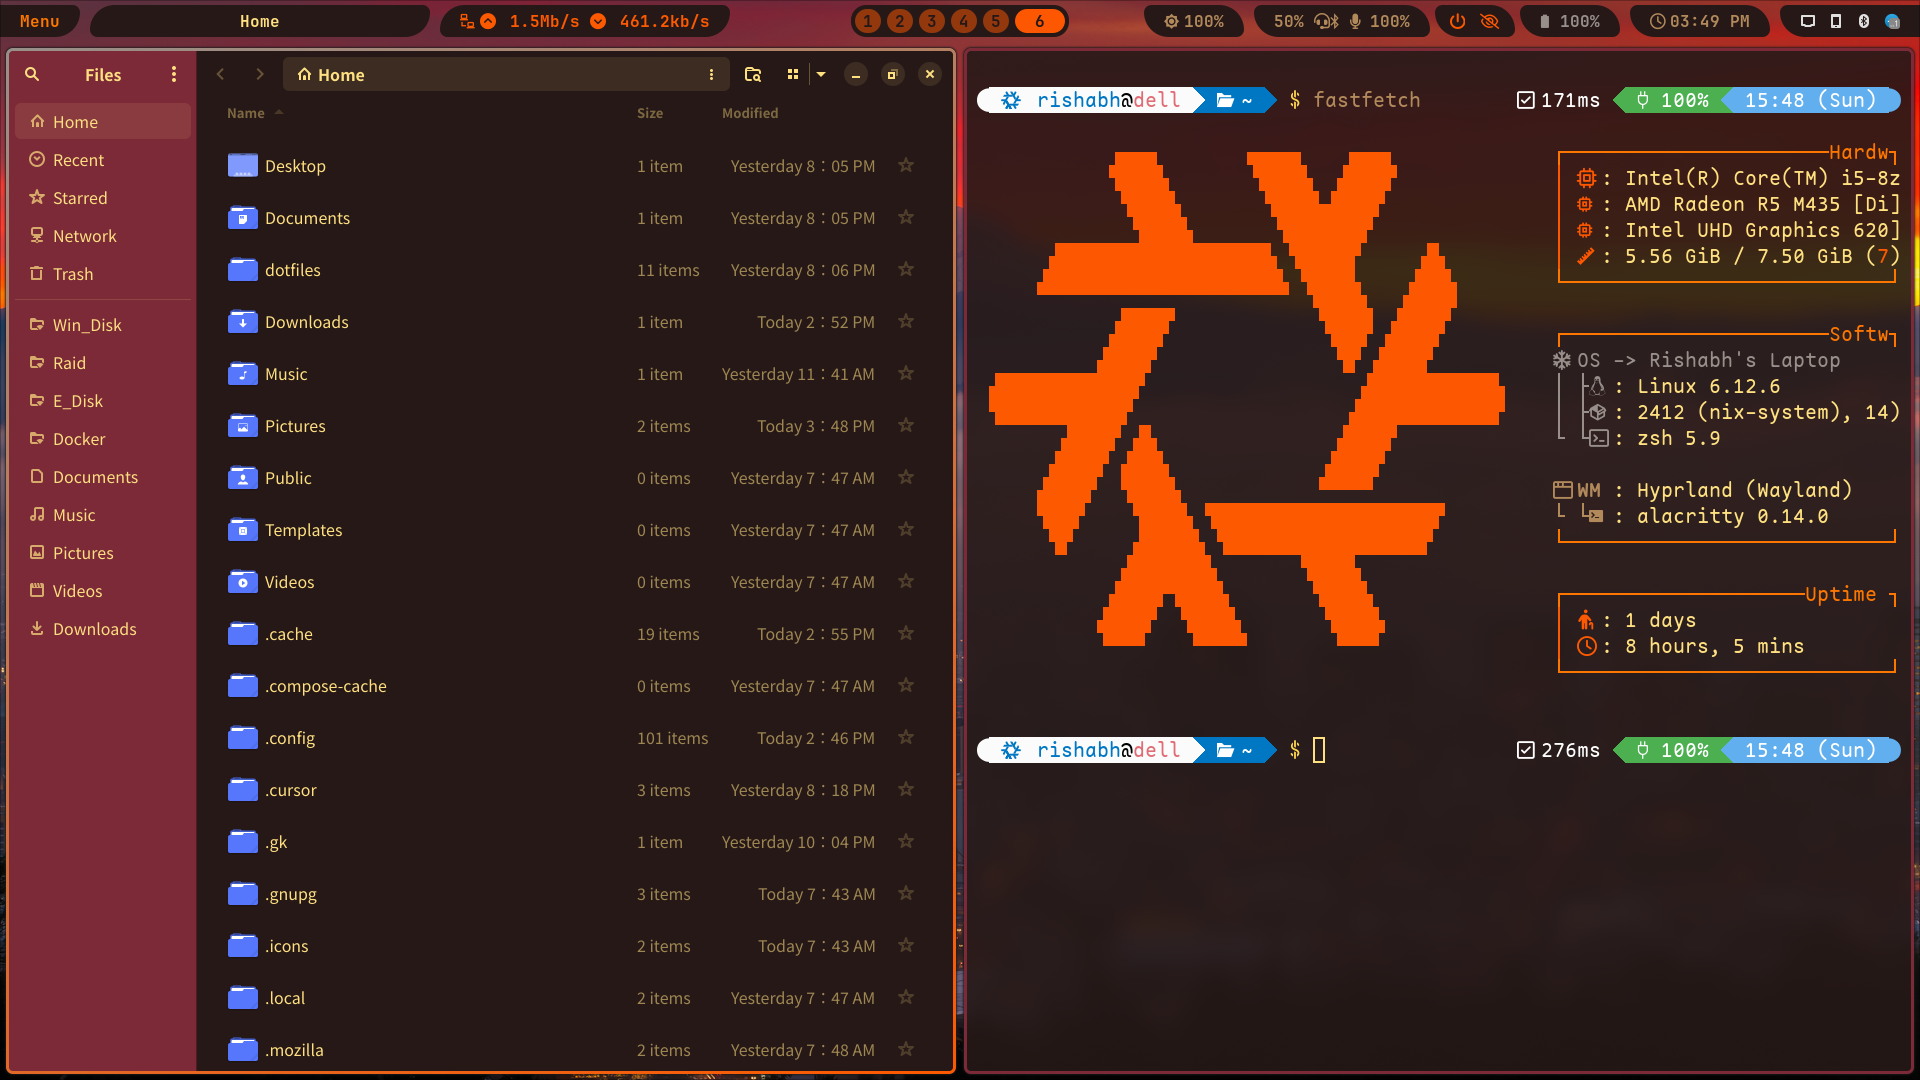 Menu
Home
1.5Mb/s 461.2kb/s
1 2 3 4 5 6
100%
50% 100%
100%
03:49 PM
Files
Home
Recent
Starred
Network
Trash
Win_Disk
Raid
E_Disk
Docker
Documents
Music
Pictures
Videos
Downloads
Home
Name Size Modified
Desktop 1 item Yesterday 8∶05 PM
Documents 1 item Yesterday 8∶05 PM
dotfiles 11 items Yesterday 8∶06 PM
Downloads 1 item Today 2∶52 PM
Music 1 item Yesterday 11∶41 AM
Pictures 2 items Today 3∶48 PM
Public 0 items Yesterday 7∶47 AM
Templates 0 items Yesterday 7∶47 AM
Videos 0 items Yesterday 7∶47 AM
.cache 19 items Today 2∶55 PM
.compose-cache 0 items Yesterday 7∶47 AM
.config 101 items Today 2∶46 PM
.cursor 3 items Yesterday 8∶18 PM
.gk 1 item Yesterday 10∶04 PM
.gnupg 3 items Today 7∶43 AM
.icons 2 items Today 7∶43 AM
.local 2 items Yesterday 7∶47 AM
.mozilla 2 items Yesterday 7∶48 AM
rishabh@dell ~ $ fastfetch 171ms 100% 15:48 (Sun)
Hardw
: Intel(R) Core(TM) i5-8z
: AMD Radeon R5 M435 [Di]
: Intel UHD Graphics 620]
: 5.56 GiB / 7.50 GiB (7)
Softw
OS -> Rishabh's Laptop
: Linux 6.12.6
: 2412 (nix-system), 14)
: zsh 5.9
WM : Hyprland (Wayland)
: alacritty 0.14.0
Uptime
: 1 days
: 8 hours, 5 mins
rishabh@dell ~ $ 276ms 100% 15:48 (Sun)